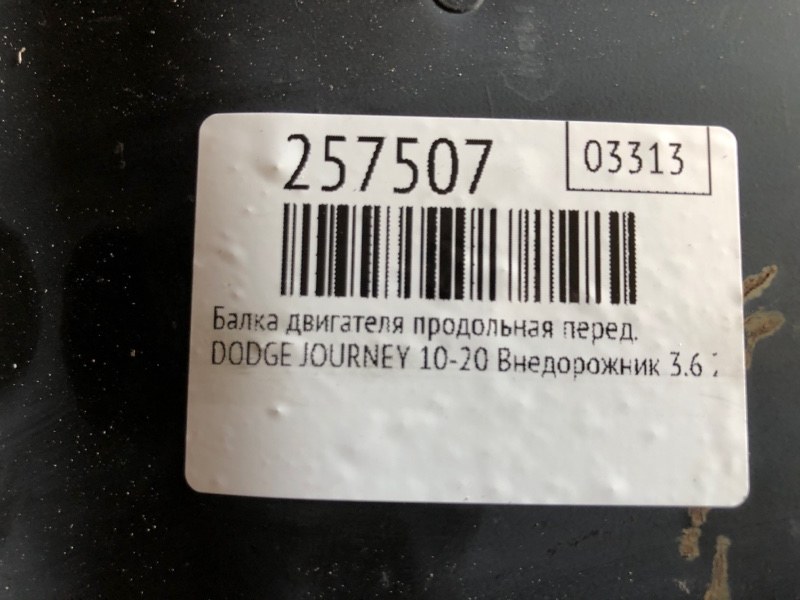 257507
03313
Балка двигателя продольная перед.
DODGE JOURNEY 10-20 Внедорожник 3.6